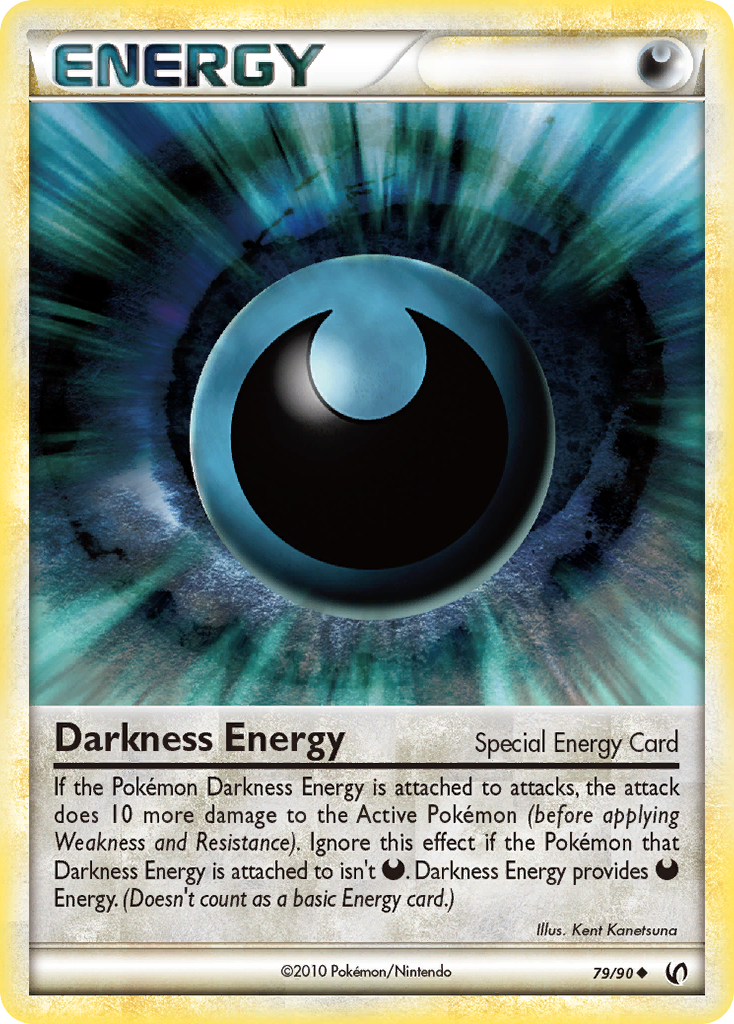 ENERGY
Darkness Energy
Special Energy Card
If the Pokémon Darkness Energy is attached to attacks, the attack
does 10 more damage to the Active Pokémon (before applying
Weakness and Resistance). Ignore this effect if the Pokémon that
Darkness Energy is attached to isn't . Darkness Energy provides
Energy. (Doesn't count as a basic Energy card.)
Illus. Kent Kanetsuna
©2010 Pokémon/Nintendo
79/90